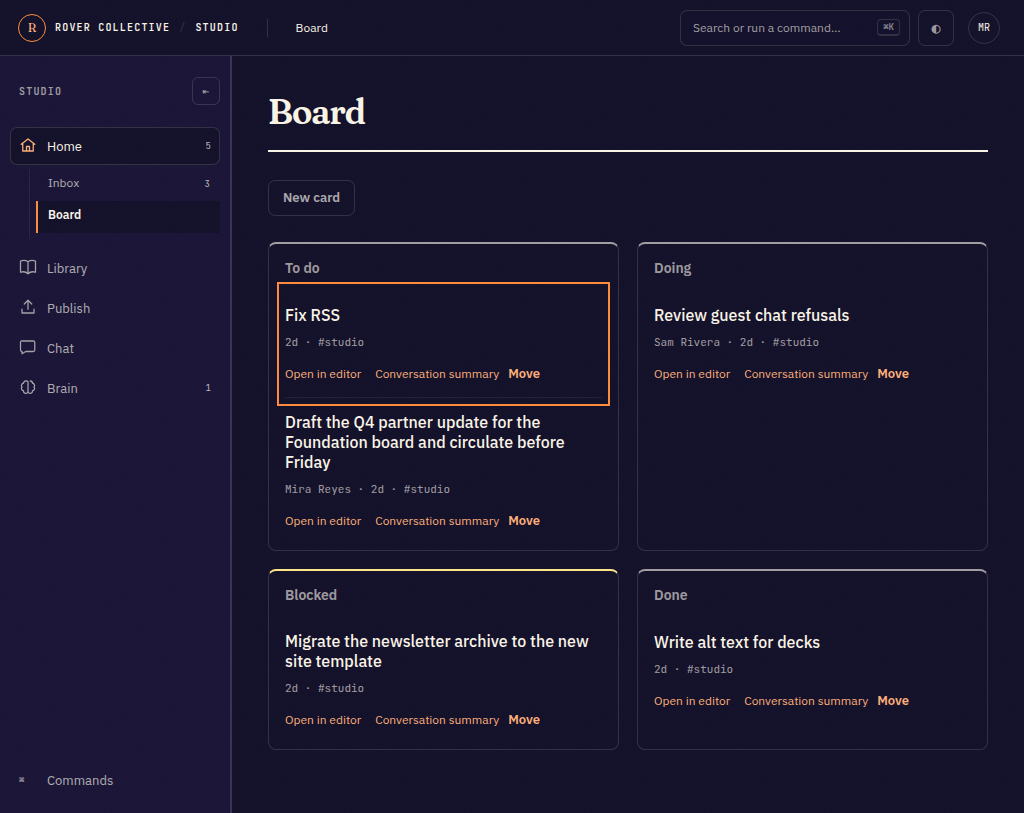 R ROVER COLLECTIVE / STUDIO Board Search or run a command... ⌘K MR
STUDIO
Home 5
Inbox 3
Board
Library
Publish
Chat
Brain 1
⌘ Commands
Board
New card
To do
Fix RSS
2d · #studio
Open in editor Conversation summary Move
Draft the Q4 partner update for the
Foundation board and circulate before
Friday
Mira Reyes · 2d · #studio
Open in editor Conversation summary Move
Doing
Review guest chat refusals
Sam Rivera · 2d · #studio
Open in editor Conversation summary Move
Blocked
Migrate the newsletter archive to the new
site template
2d · #studio
Open in editor Conversation summary Move
Done
Write alt text for decks
2d · #studio
Open in editor Conversation summary Move